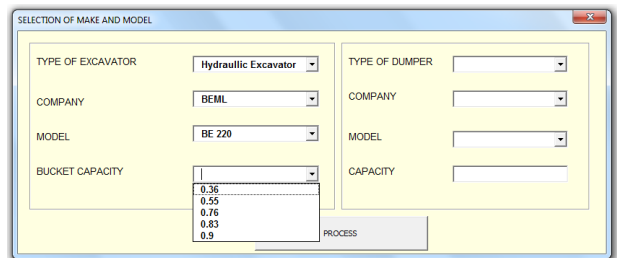 SELECTION OF MAKE AND MODEL
TYPE OF EXCAVATOR
Hydraullic Excavator
COMPANY
BEML
MODEL
BE 220
BUCKET CAPACITY
0.36
0.55
0.76
0.83
0.9
TYPE OF DUMPER
COMPANY
MODEL
CAPACITY
PROCESS